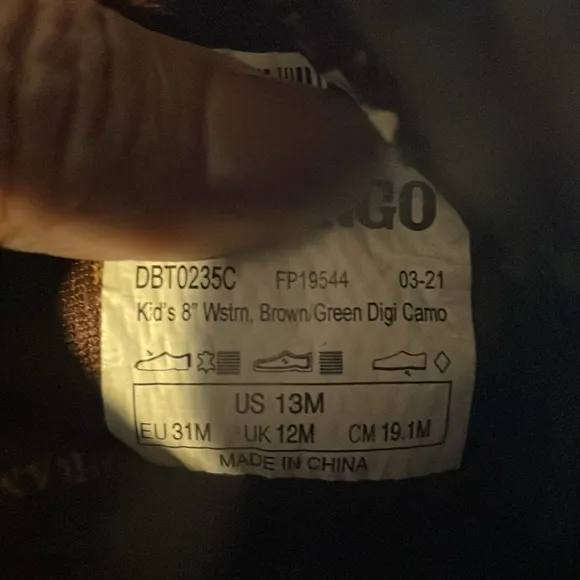 NGO
DBT0235C FP19544 03-21
Kid's 8" Wstrn, Brown/Green Digi Camo
US 13M
EU 31M UK 12M CM 19.1M
MADE IN CHINA